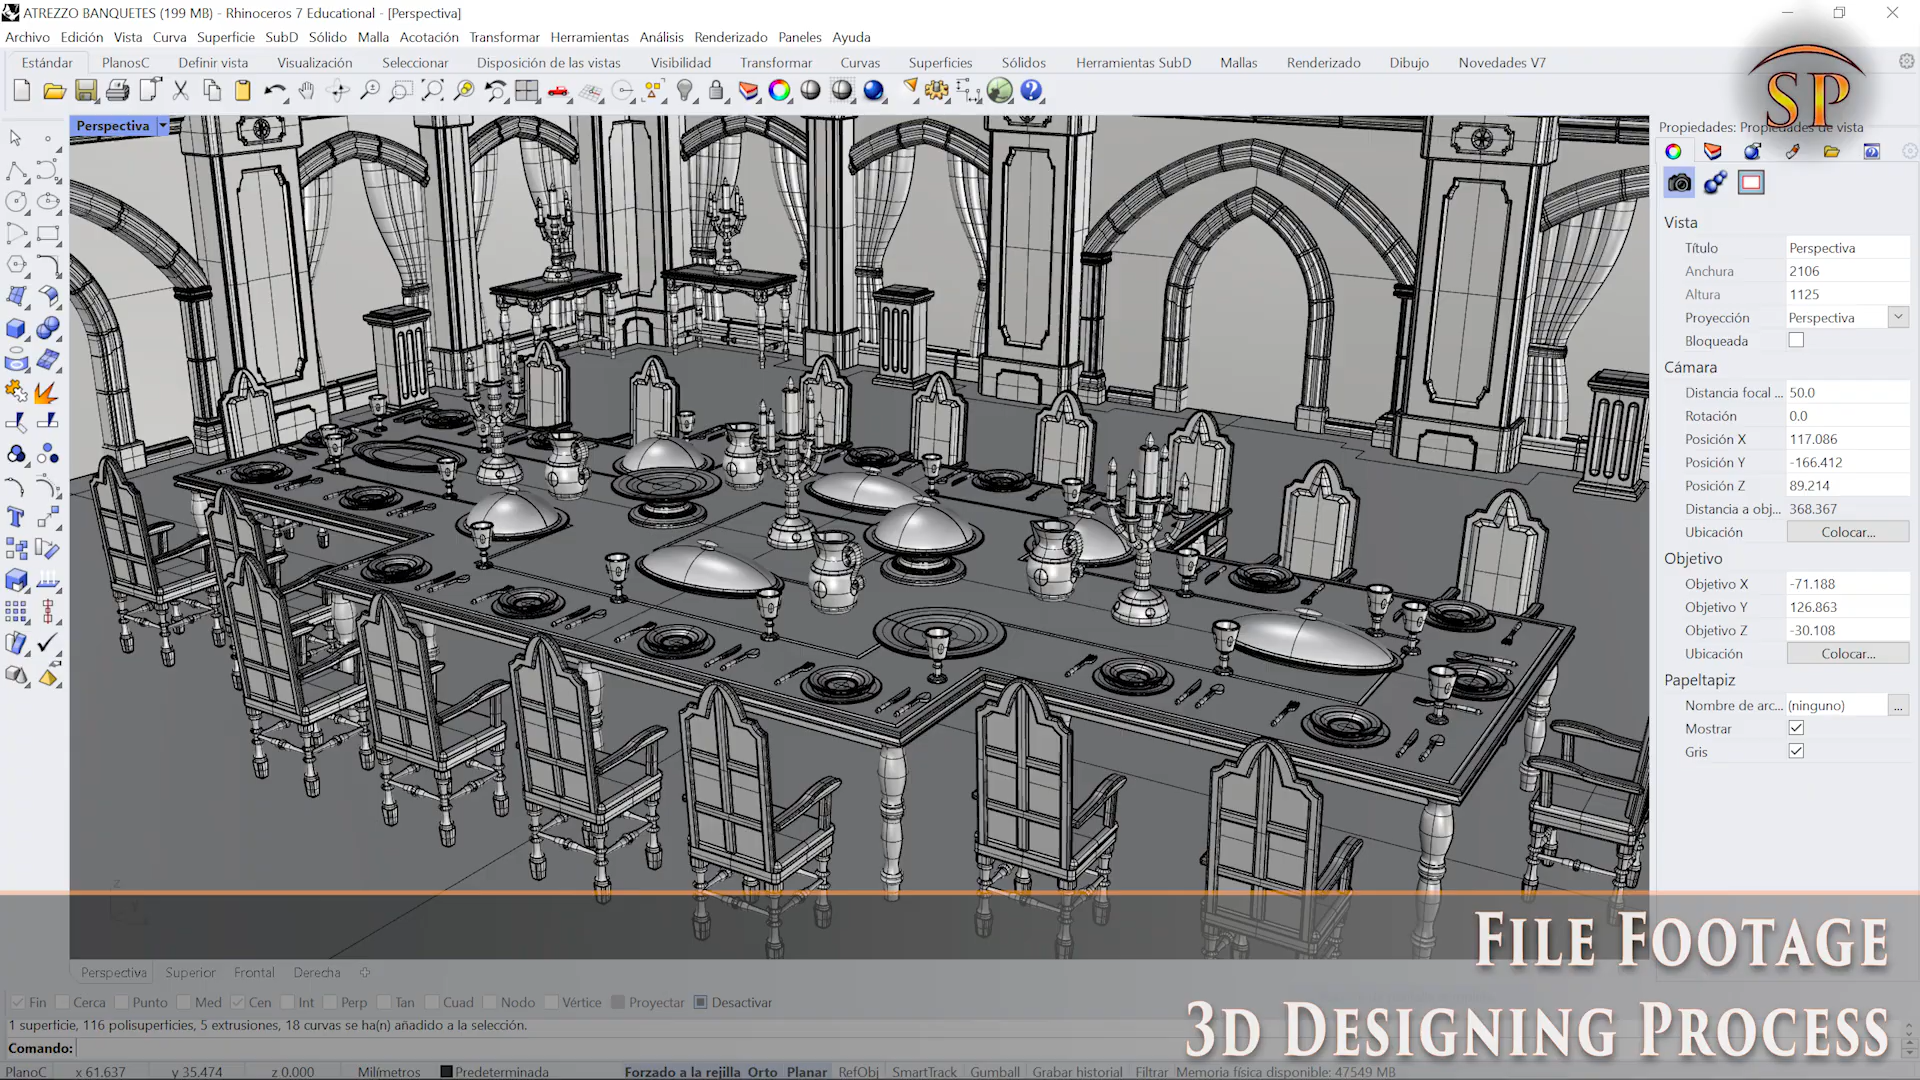 ATREZZO BANQUETES (199 MB) - Rhinoceros 7 Educational - [Perspectiva]
Archivo Edición Vista Curva Superficie SubD Sólido Malla Acotación Transformar Herramientas Análisis Renderizado Paneles Ayuda
Estándar PlanosC Definir vista Visualización Seleccionar Disposición de las vistas Visibilidad Transformar Curvas Superficies Sólidos Herramientas SubD Mallas Renderizado Dibujo Novedades V7
SP
Perspectiva
Propiedades: Propiedades de vista
Vista
Título Perspectiva
Anchura 2106
Altura 1125
Proyección Perspectiva
Bloqueada
Cámara
Distancia focal ... 50.0
Rotación 0.0
Posición X 117.086
Posición Y -166.412
Posición Z 89.214
Distancia a obj... 368.367
Ubicación Colocar...
Objetivo
Objetivo X -71.188
Objetivo Y 126.863
Objetivo Z -30.108
Ubicación Colocar...
Papeltapiz
Nombre de arc... (ninguno) ...
Mostrar
Gris
File Footage
3d Designing Process
Perspectiva Superior Frontal Derecha
Fin Cerca Punto Med Cen Int Perp Tan Cuad Nodo Vértice Proyectar Desactivar
1 superficie, 116 polisuperficies, 5 extrusiones, 18 curvas se ha(n) añadido a la selección.
Comando:
PlanoC x 61.637 y 35.474 z 0.000 Milímetros Predeterminada Forzado a la rejilla Orto Planar RefObj SmartTrack Gumball Grabar historial Filtrar Memoria física disponible: 47549 MB